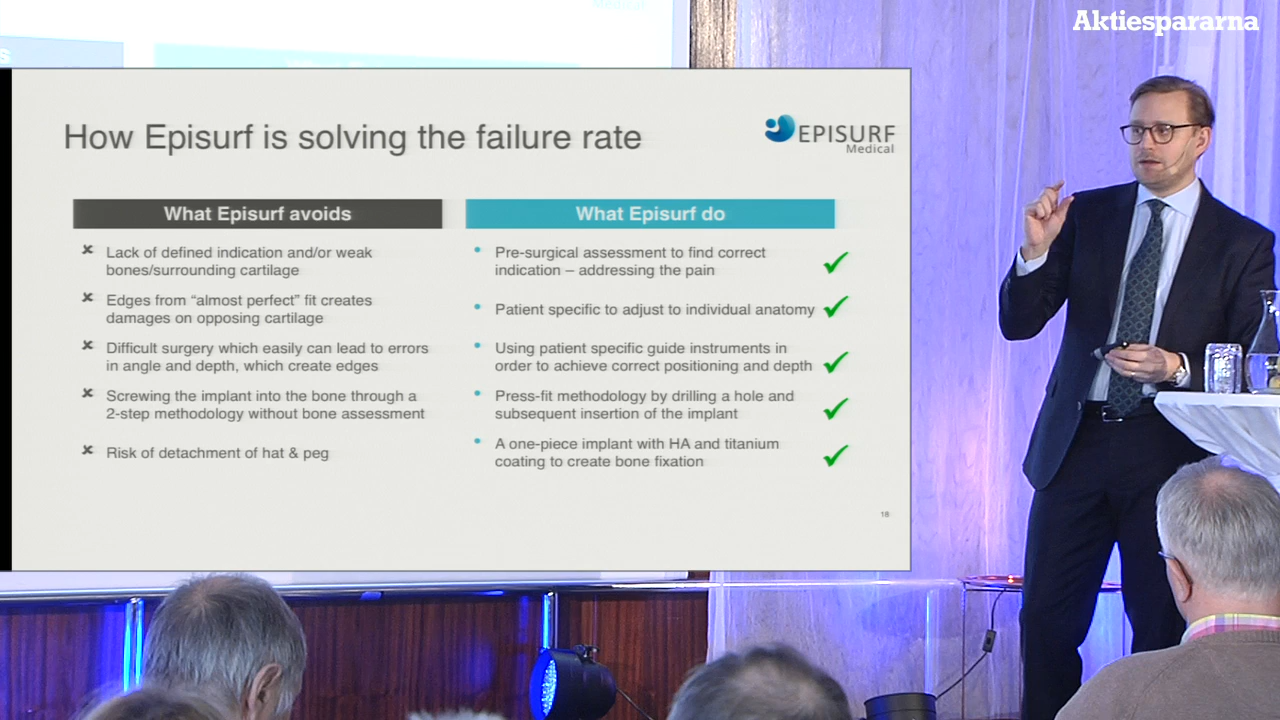 Aktiespararna
How Episurf is solving the failure rate
EPISURF
Medical
What Episurf avoids
Lack of defined indication and/or weak
bones/surrounding cartilage
Edges from “almost perfect” fit creates
damages on opposing cartilage
Difficult surgery which easily can lead to errors
in angle and depth, which create edges
Screwing the implant into the bone through a
2-step methodology without bone assessment
Risk of detachment of hat & peg
What Episurf do
Pre-surgical assessment to find correct
indication – addressing the pain
Patient specific to adjust to individual anatomy
Using patient specific guide instruments in
order to achieve correct positioning and depth
Press-fit methodology by drilling a hole and
subsequent insertion of the implant
A one-piece implant with HA and titanium
coating to create bone fixation
18